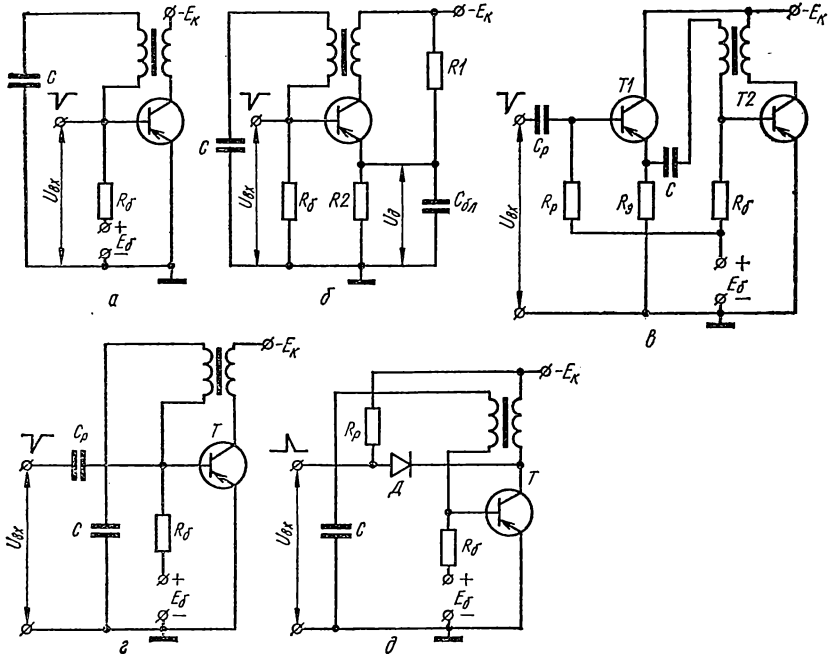 -Eк
C
Uвх
Rб
+
Eб
−
а
-Eк
R1
C
Uвх
Rб
R2
Uд
Cбл
б
-Eк
T1
T2
Cр
C
Uвх
Rр
Rэ
Rб
+
Eб
−
в
-Eк
Cр
T
Uвх
C
Rб
+
Eб
−
г
-Eк
Rр
Д
T
Uвх
C
Rб
+
Eб
−
д